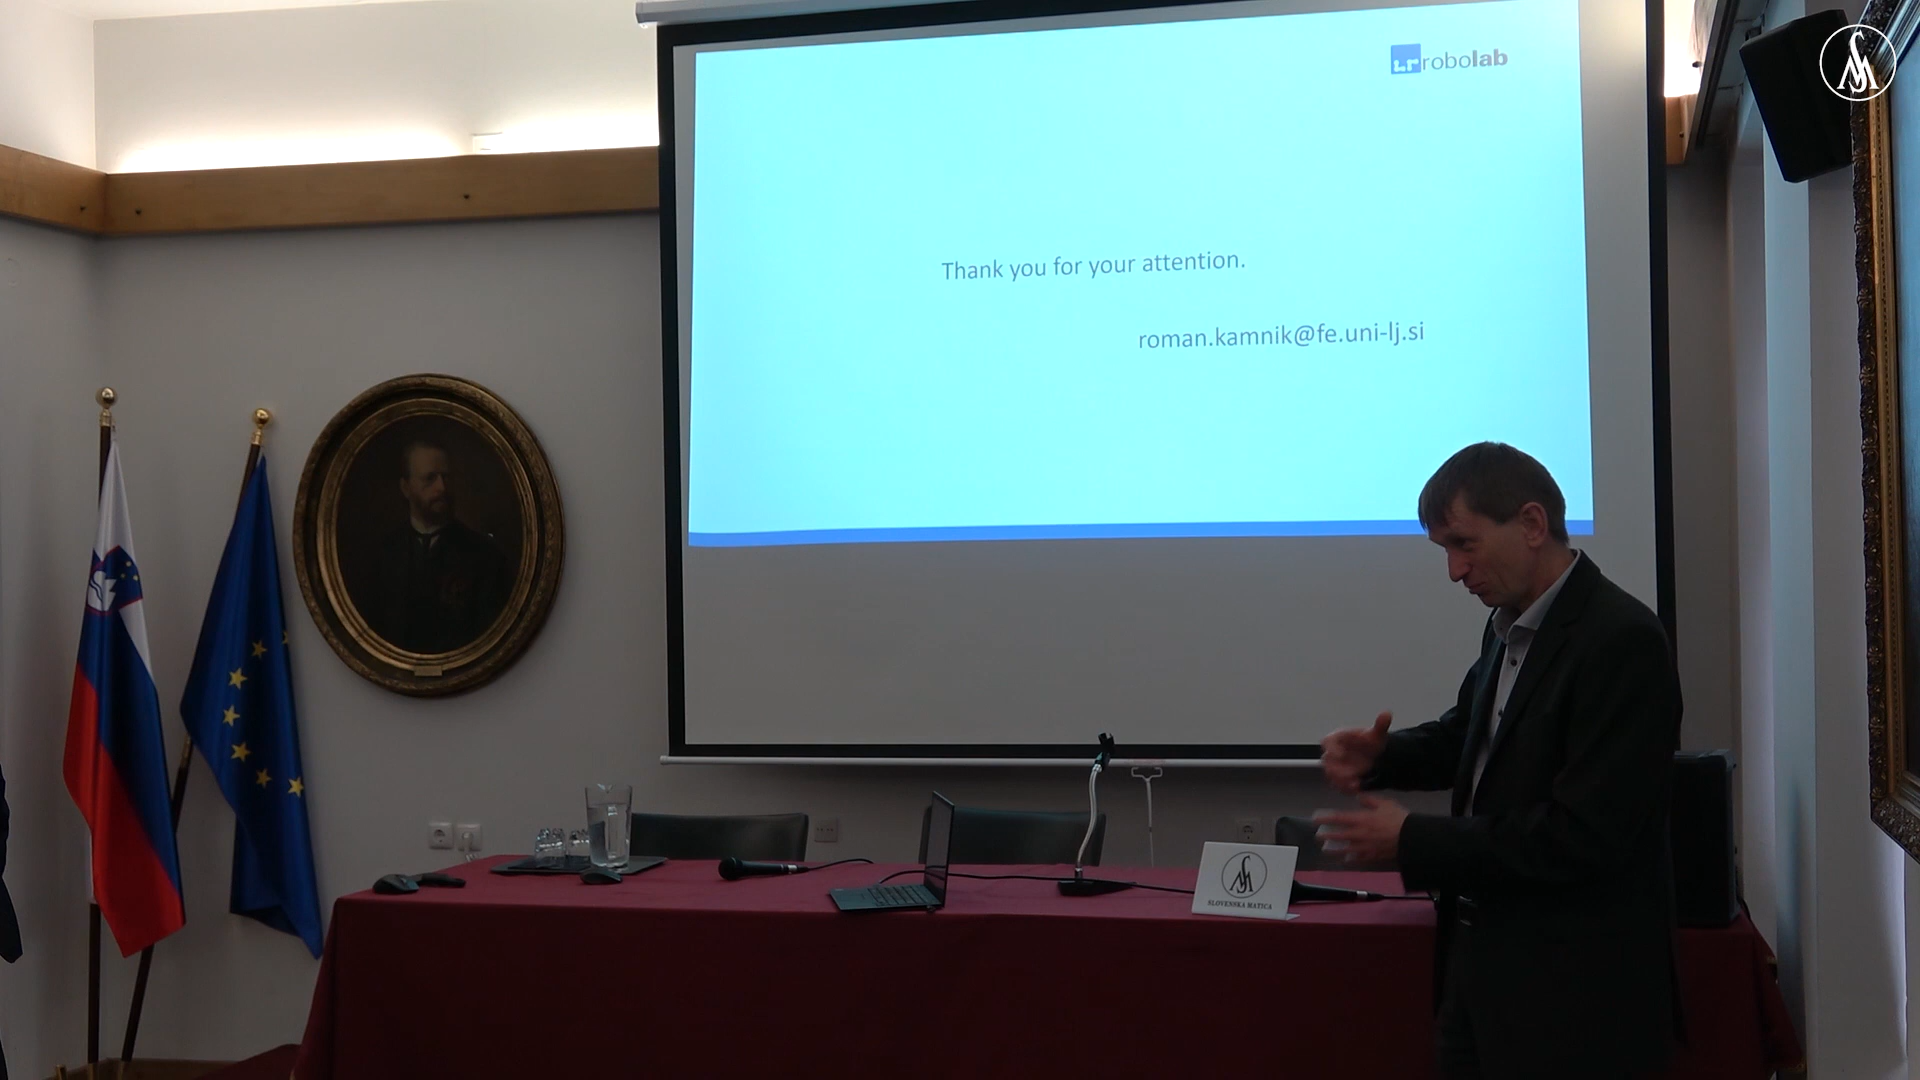 robolab
Thank you for your attention.
roman.kamnik@fe.uni-lj.si
SLOVENSKA MATICA